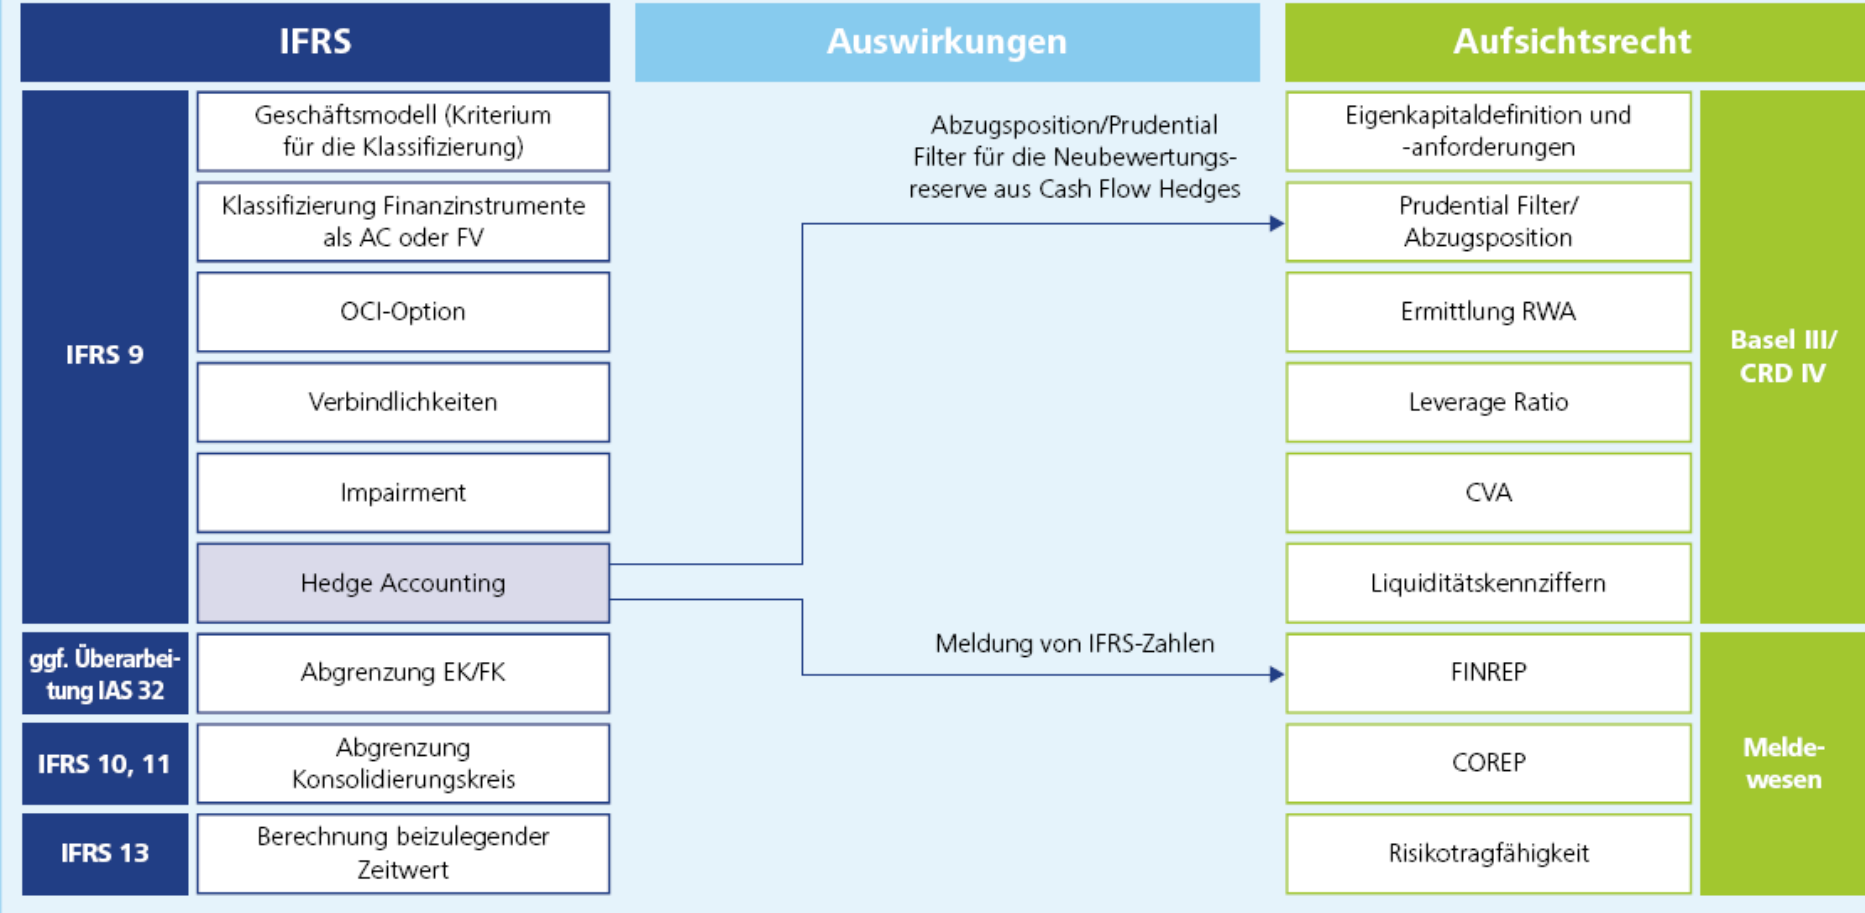 IFRS
Auswirkungen
Aufsichtsrecht
IFRS 9
Geschäftsmodell (Kriterium
für die Klassifizierung)
Klassifizierung Finanzinstrumente
als AC oder FV
OCI-Option
Verbindlichkeiten
Impairment
Hedge Accounting
ggf. Überarbei-
tung IAS 32
Abgrenzung EK/FK
IFRS 10, 11
Abgrenzung
Konsolidierungskreis
IFRS 13
Berechnung beizulegender
Zeitwert
Abzugsposition/Prudential
Filter für die Neubewertungs-
reserve aus Cash Flow Hedges
Meldung von IFRS-Zahlen
Eigenkapitaldefinition und
-anforderungen
Prudential Filter/
Abzugsposition
Ermittlung RWA
Leverage Ratio
CVA
Liquiditätskennziffern
Basel III/
CRD IV
FINREP
COREP
Risikotragfähigkeit
Melde-
wesen